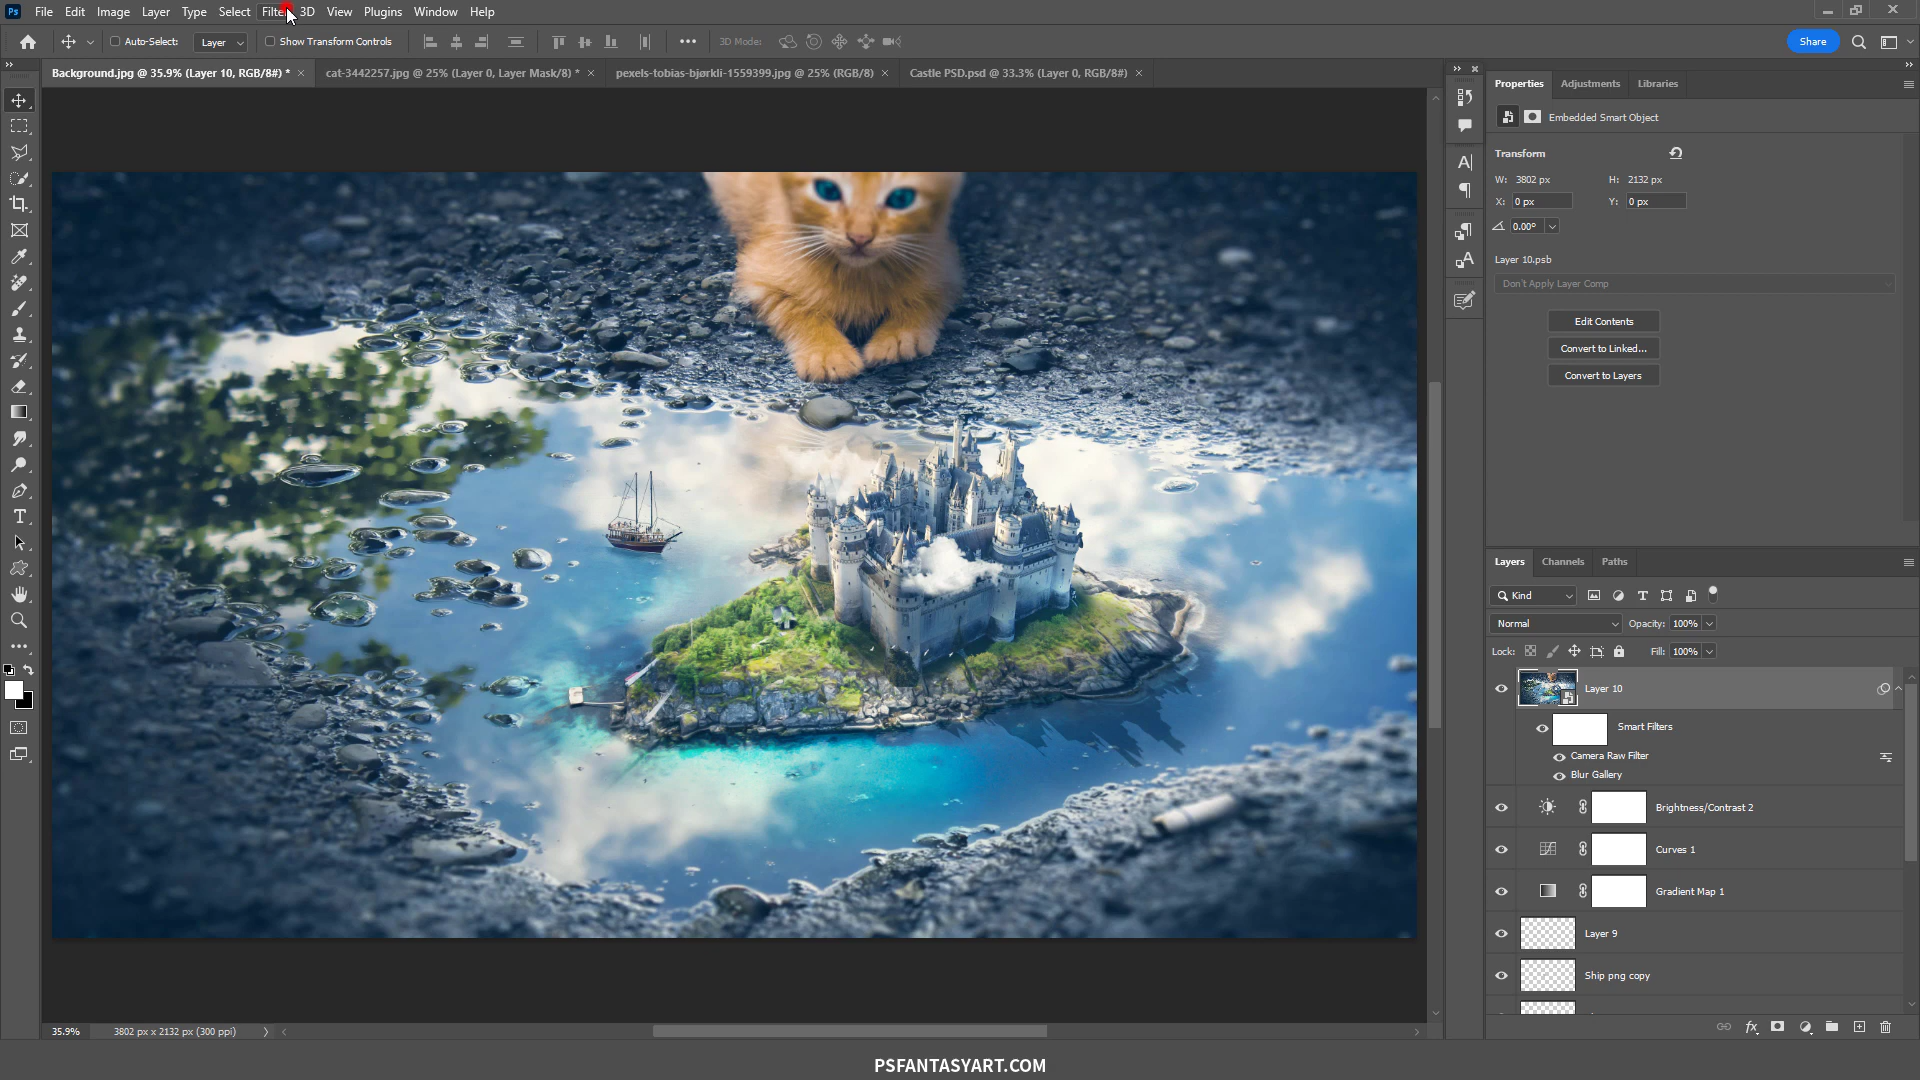 Ps File Edit Image Layer Type Select Filter 3D View Plugins Window Help
Auto-Select: Layer Show Transform Controls 3D Mode: Share
Background.jpg @ 35.9% (Layer 10, RGB/8#) * cat-3442257.jpg @ 25% (Layer 0, Layer Mask/8) * pexels-tobias-bjørkli-1559399.jpg @ 25% (RGB/8) Castle PSD.psd @ 33.3% (Layer 0, RGB/8#)
Properties Adjustments Libraries
Embedded Smart Object
Transform
W: 3802 px H: 2132 px
X: 0 px Y: 0 px
0.00°
Layer 10.psb
Don't Apply Layer Comp
Edit Contents
Convert to Linked...
Convert to Layers
Layers Channels Paths
Kind
Normal Opacity: 100%
Lock: Fill: 100%
Layer 10
Smart Filters
Camera Raw Filter
Blur Gallery
Brightness/Contrast 2
Curves 1
Gradient Map 1
Layer 9
Ship png copy
35.9% 3802 px x 2132 px (300 ppi)
PSFANTASYART.COM